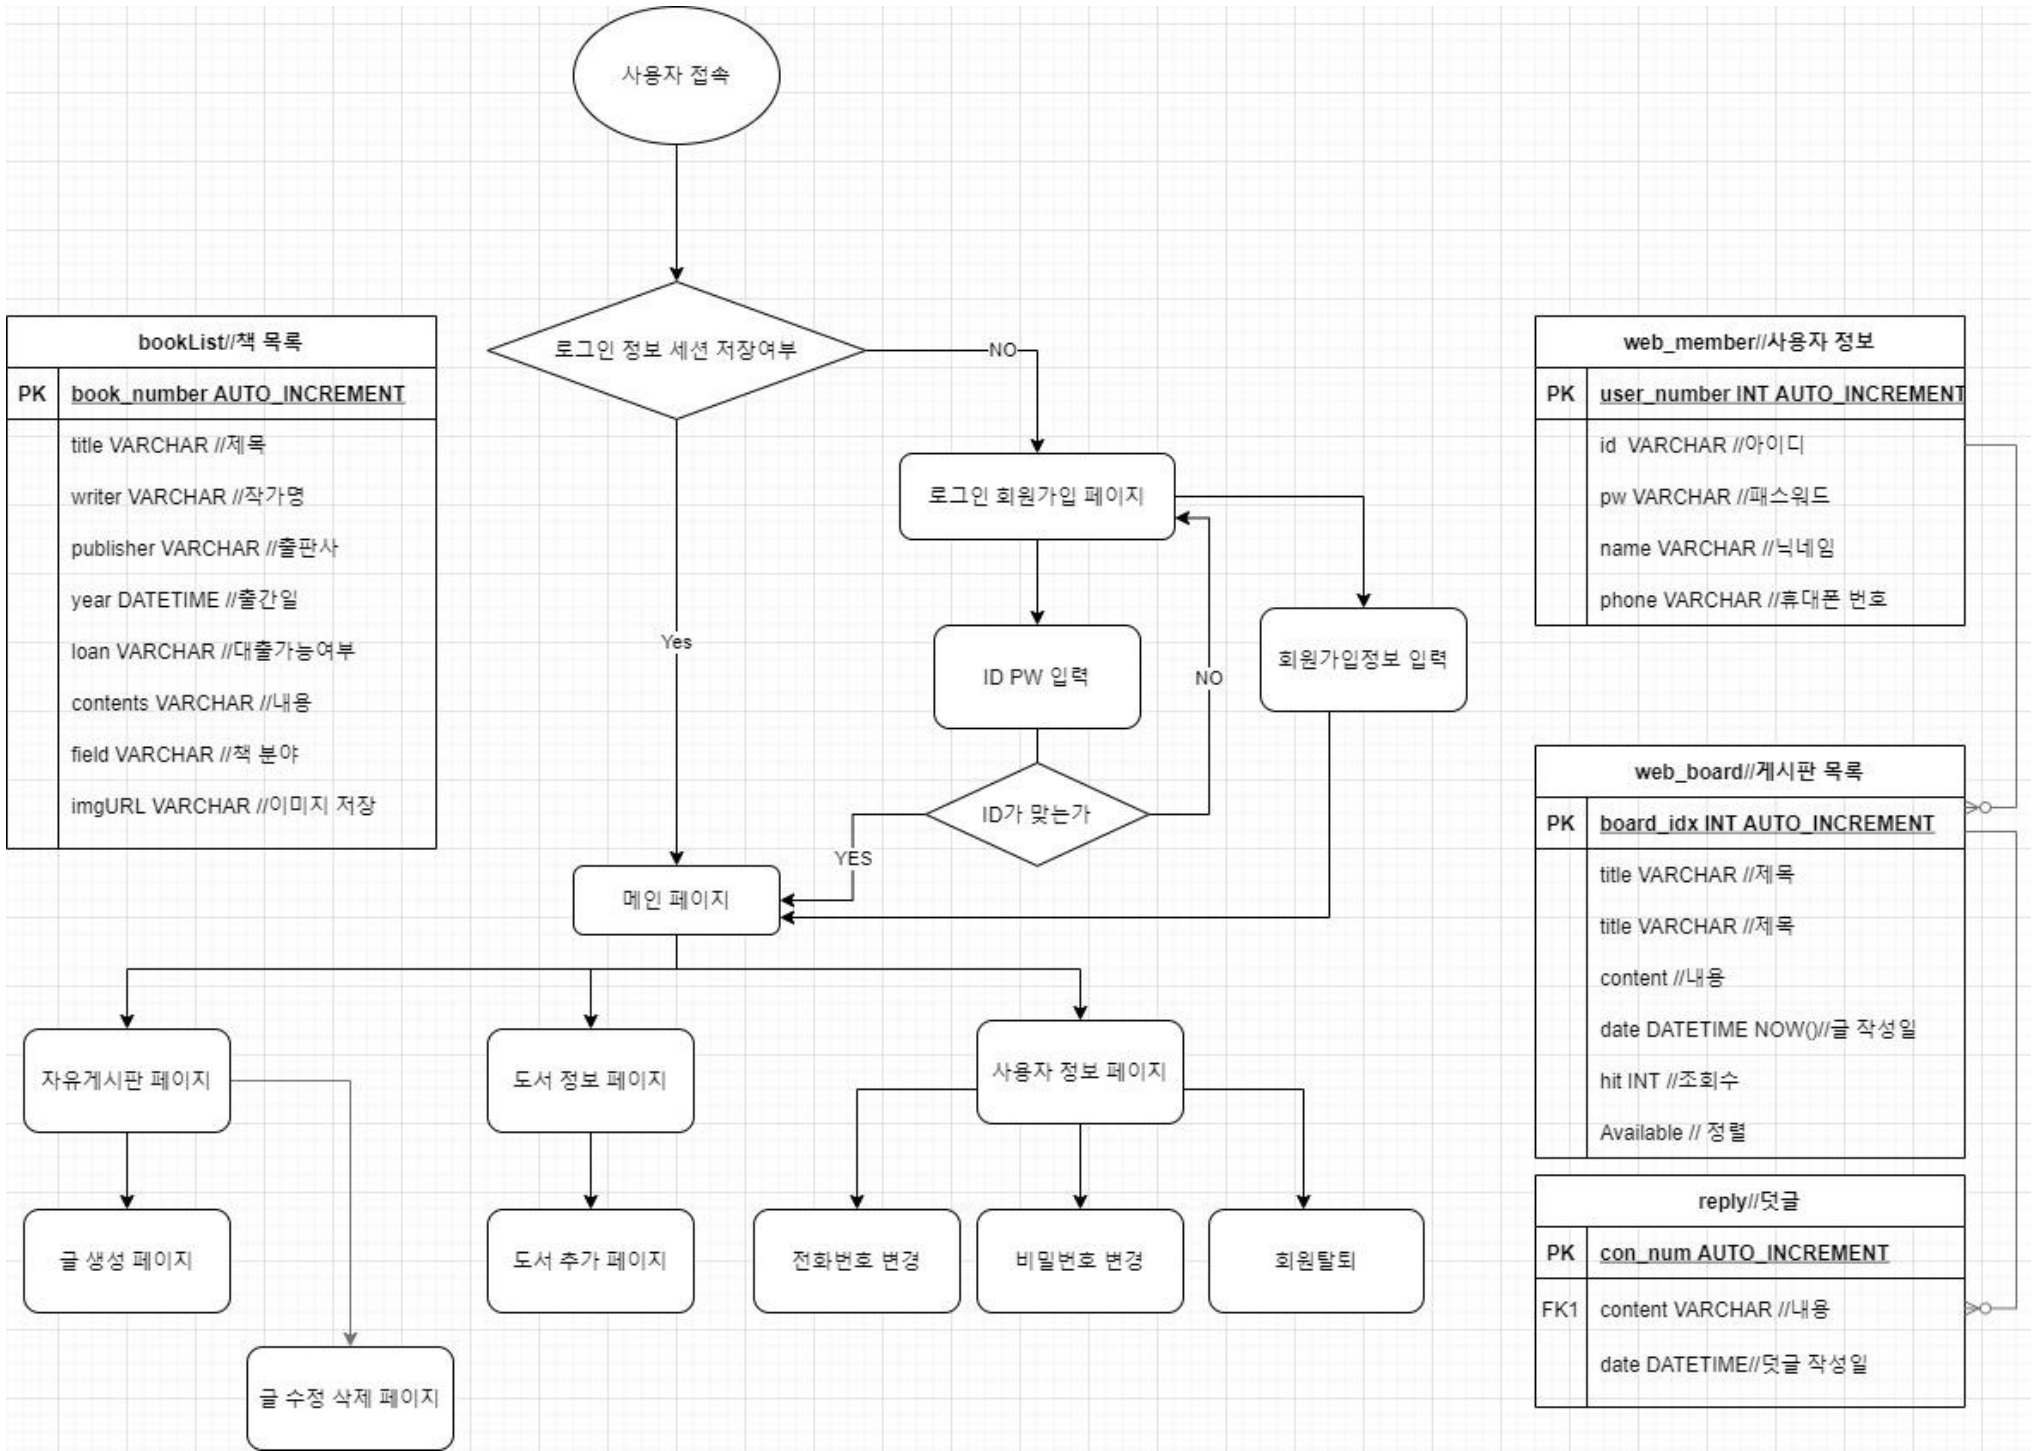 사용자 접속
로그인 정보 세션 저장여부
NO
Yes
로그인 회원가입 페이지
ID PW 입력
회원가입정보 입력
NO
ID가 맞는가
YES
메인 페이지
자유게시판 페이지
도서 정보 페이지
사용자 정보 페이지
글 생성 페이지
도서 추가 페이지
전화번호 변경
비밀번호 변경
회원탈퇴
글 수정 삭제 페이지
bookList//책 목록
PK book_number AUTO_INCREMENT
title VARCHAR //제목
writer VARCHAR //작가명
publisher VARCHAR //출판사
year DATETIME //출간일
loan VARCHAR //대출가능여부
contents VARCHAR //내용
field VARCHAR //책 분야
imgURL VARCHAR //이미지 저장
web_member//사용자 정보
PK user_number INT AUTO_INCREMENT
id VARCHAR //아이디
pw VARCHAR //패스워드
name VARCHAR //닉네임
phone VARCHAR //휴대폰 번호
web_board//게시판 목록
PK board_idx INT AUTO_INCREMENT
title VARCHAR //제목
title VARCHAR //제목
content //내용
date DATETIME NOW()//글 작성일
hit INT //조회수
Available // 정렬
reply//덧글
PK con_num AUTO_INCREMENT
FK1 content VARCHAR //내용
date DATETIME//덧글 작성일